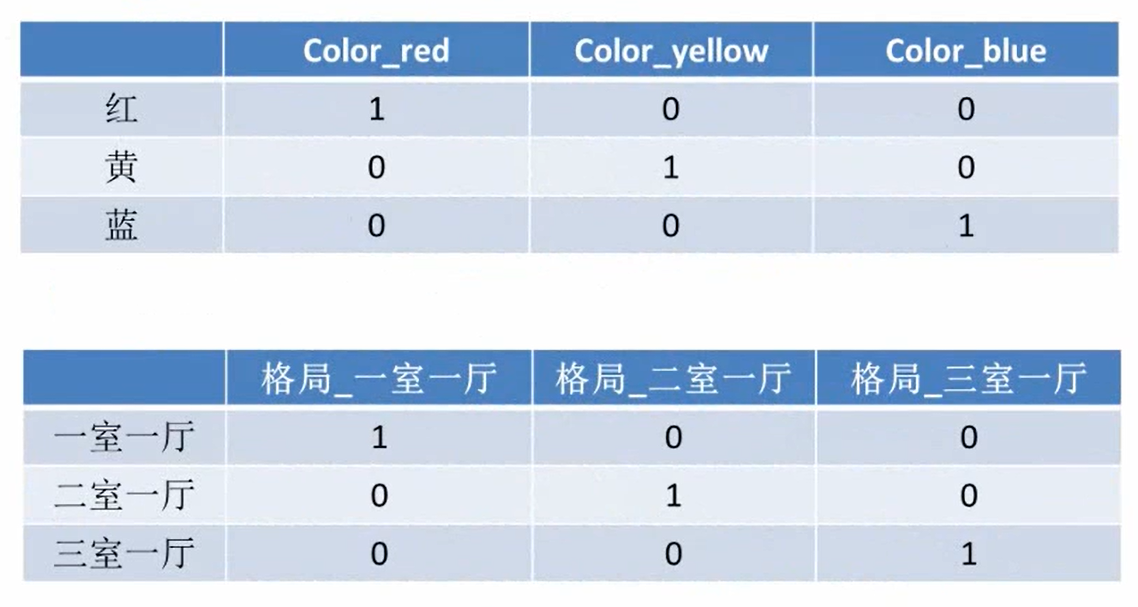 Color_red Color_yellow Color_blue
红 1 0 0
黄 0 1 0
蓝 0 0 1
格局_一室一厅 格局_二室一厅 格局_三室一厅
一室一厅 1 0 0
二室一厅 0 1 0
三室一厅 0 0 1